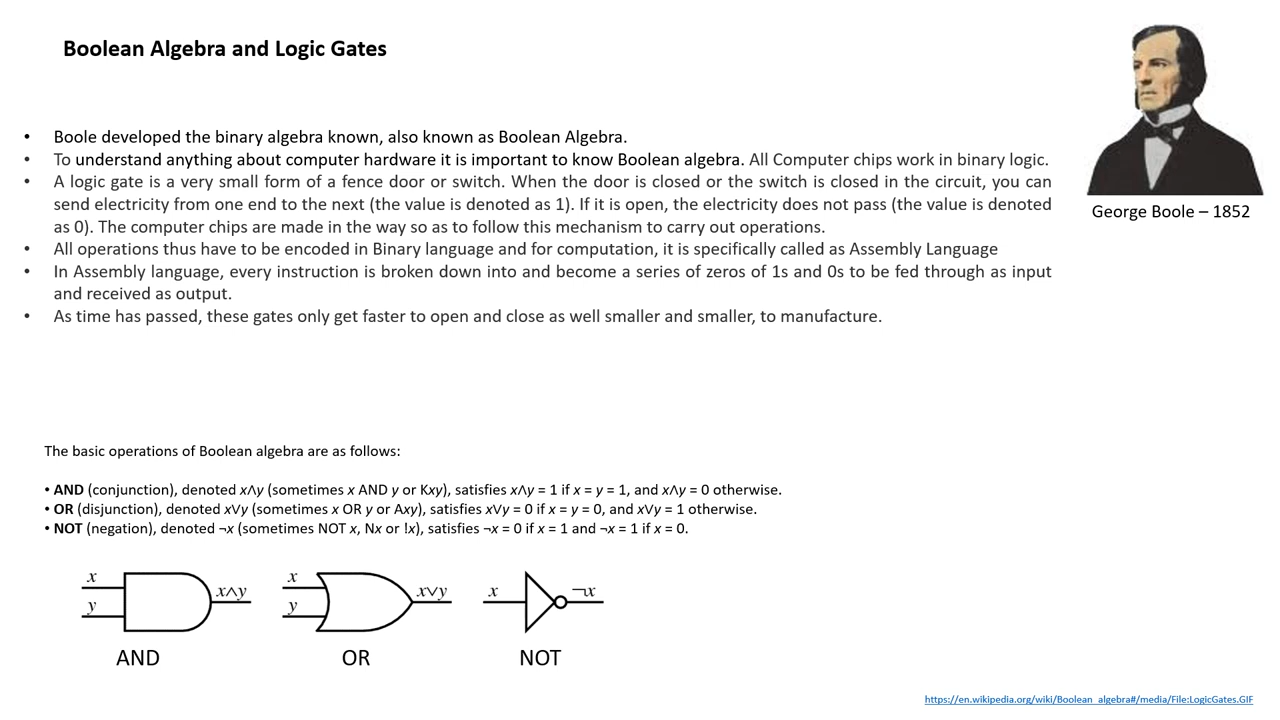 Boolean Algebra and Logic Gates
• Boole developed the binary algebra known, also known as Boolean Algebra.
• To understand anything about computer hardware it is important to know Boolean algebra. All Computer chips work in binary logic.
• A logic gate is a very small form of a fence door or switch. When the door is closed or the switch is closed in the circuit, you can
send electricity from one end to the next (the value is denoted as 1). If it is open, the electricity does not pass (the value is denoted
as 0). The computer chips are made in the way so as to follow this mechanism to carry out operations.
• All operations thus have to be encoded in Binary language and for computation, it is specifically called as Assembly Language
• In Assembly language, every instruction is broken down into and become a series of zeros of 1s and 0s to be fed through as input
and received as output.
• As time has passed, these gates only get faster to open and close as well smaller and smaller, to manufacture.
George Boole – 1852
The basic operations of Boolean algebra are as follows:
• AND (conjunction), denoted x∧y (sometimes x AND y or Kxy), satisfies x∧y = 1 if x = y = 1, and x∧y = 0 otherwise.
• OR (disjunction), denoted x∨y (sometimes x OR y or Axy), satisfies x∨y = 0 if x = y = 0, and x∨y = 1 otherwise.
• NOT (negation), denoted ¬x (sometimes NOT x, Nx or !x), satisfies ¬x = 0 if x = 1 and ¬x = 1 if x = 0.
x
y
x∧y
AND
x
y
x∨y
OR
x
¬x
NOT
https://en.wikipedia.org/wiki/Boolean_algebra#/media/File:LogicGates.GIF